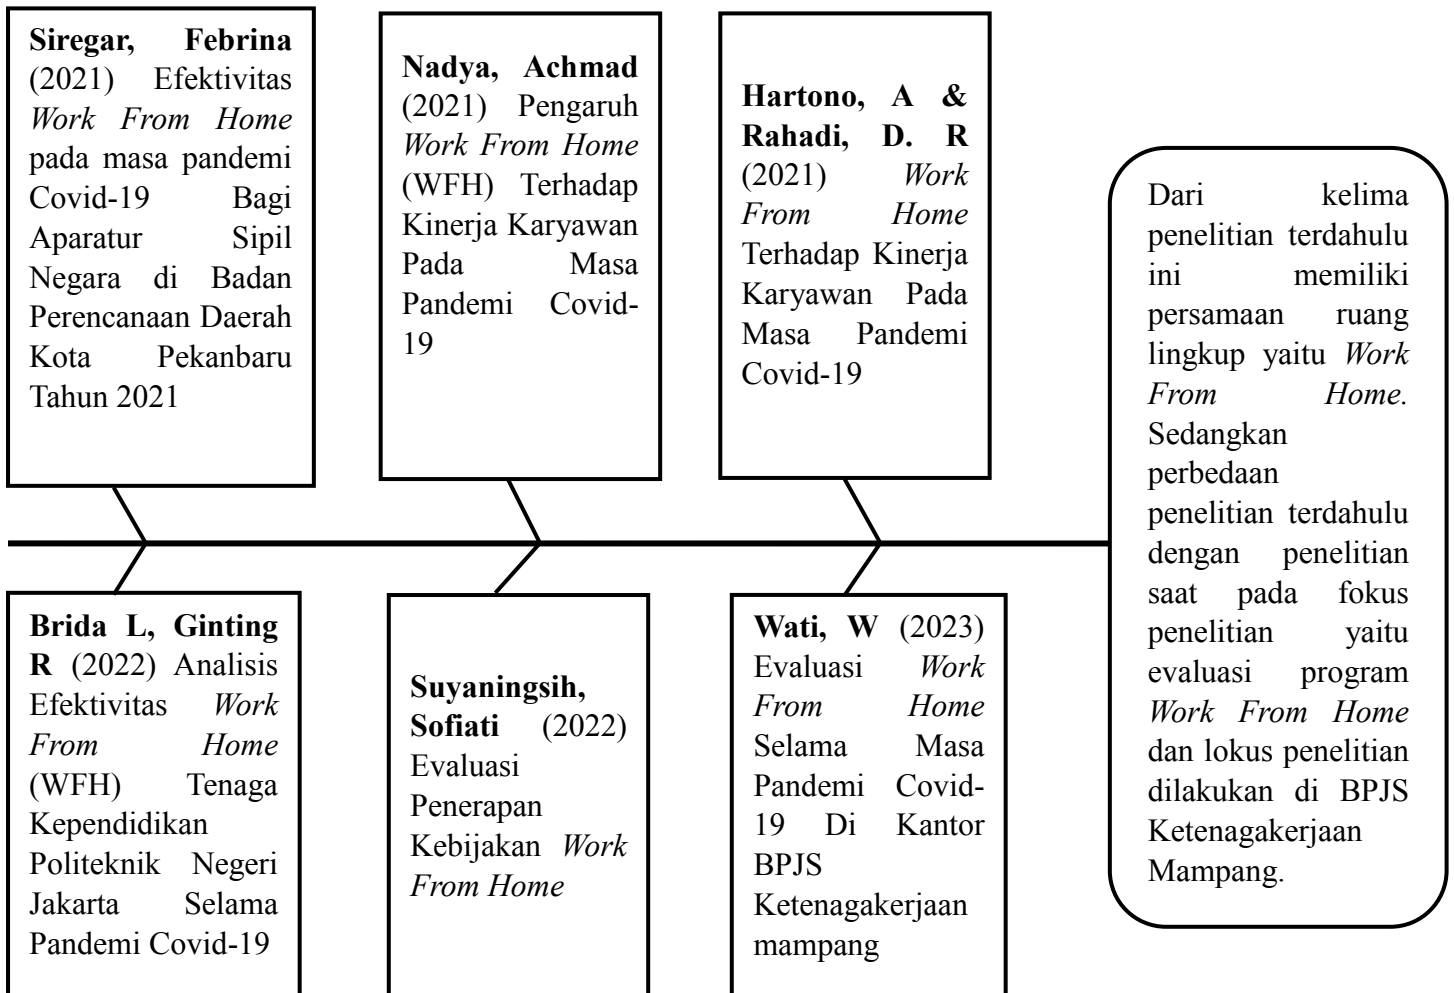 Siregar, Febrina
(2021) Efektivitas
Work From Home
pada masa pandemi
Covid-19 Bagi
Aparatur Sipil
Negara di Badan
Perencanaan Daerah
Kota Pekanbaru
Tahun 2021
Nadya, Achmad
(2021) Pengaruh
Work From Home
(WFH) Terhadap
Kinerja Karyawan
Pada Masa
Pandemi Covid-
19
Hartono, A &
Rahadi, D. R
(2021) Work
From Home
Terhadap Kinerja
Karyawan Pada
Masa Pandemi
Covid-19
Brida L, Ginting
R (2022) Analisis
Efektivitas Work
From Home
(WFH) Tenaga
Kependidikan
Politeknik Negeri
Jakarta Selama
Pandemi Covid-19
Suyaningsih,
Sofiati (2022)
Evaluasi
Penerapan
Kebijakan Work
From Home
Wati, W (2023)
Evaluasi Work
From Home
Selama Masa
Pandemi Covid-
19 Di Kantor
BPJS
Ketenagakerjaan
mampang
Dari kelima
penelitian terdahulu
ini memiliki
persamaan ruang
lingkup yaitu Work
From Home.
Sedangkan
perbedaan
penelitian terdahulu
dengan penelitian
saat pada fokus
penelitian yaitu
evaluasi program
Work From Home
dan lokus penelitian
dilakukan di BPJS
Ketenagakerjaan
Mampang.